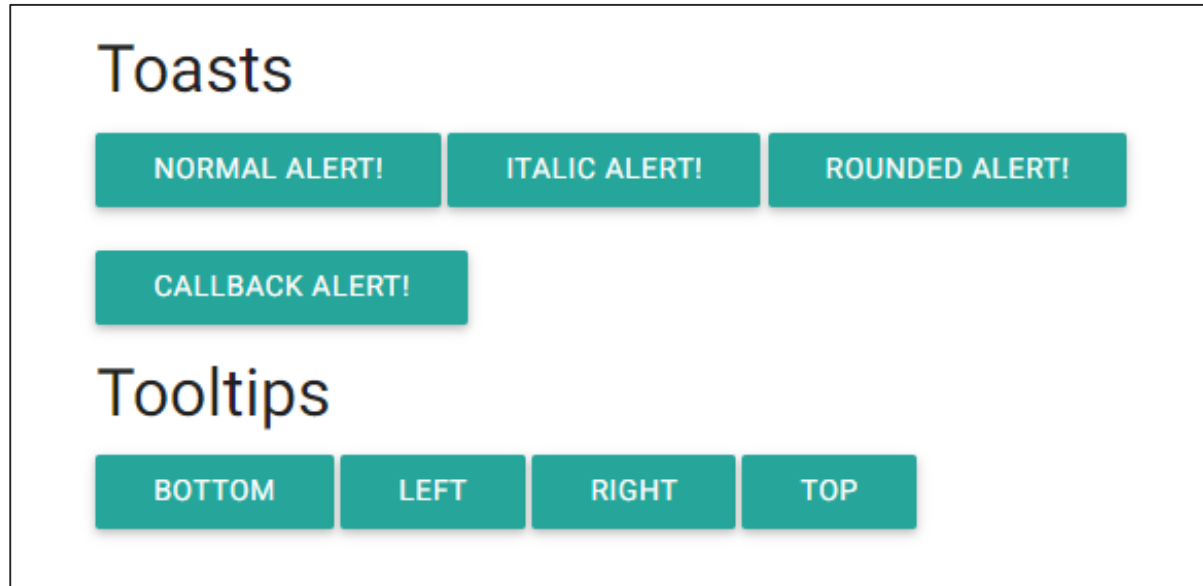 Toasts
NORMAL ALERT! ITALIC ALERT! ROUNDED ALERT!
CALLBACK ALERT!
Tooltips
BOTTOM LEFT RIGHT TOP